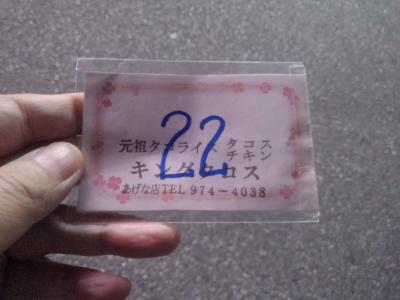 22
元祖タコライス タコス
チキン
キングタコス
あげな店TEL 974-4038